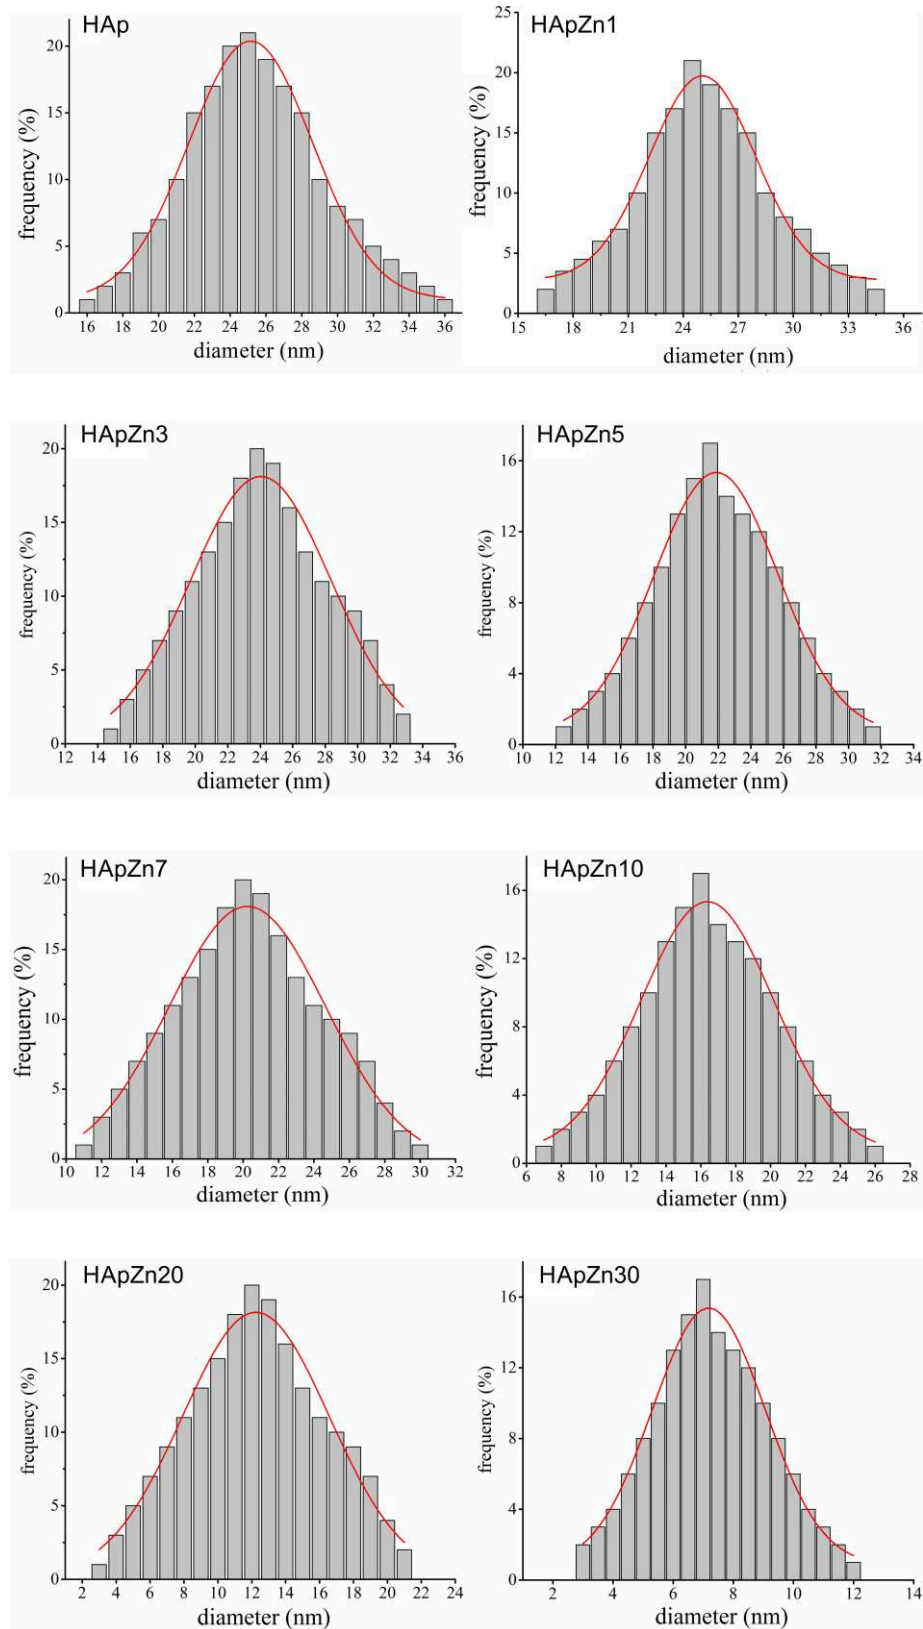 HAp
frequency (%)
20
15
10
5
0
16 18 20 22 24 26 28 30 32 34 36
diameter (nm)
HApZn1
frequency (%)
25
20
15
10
5
0
15 18 21 24 27 30 33 36
diameter (nm)
HApZn3
frequency (%)
20
15
10
5
0
12 14 16 18 20 22 24 26 28 30 32 34 36
diameter (nm)
HApZn5
frequency (%)
16
12
8
4
0
10 12 14 16 18 20 22 24 26 28 30 32 34
diameter (nm)
HApZn7
frequency (%)
20
15
10
5
0
10 12 14 16 18 20 22 24 26 28 30 32
diameter (nm)
HApZn10
frequency (%)
16
12
8
4
0
6 8 10 12 14 16 18 20 22 24 26 28
diameter (nm)
HApZn20
frequency (%)
20
15
10
5
0
2 4 6 8 10 12 14 16 18 20 22 24
diameter (nm)
HApZn30
frequency (%)
16
12
8
4
0
2 4 6 8 10 12 14
diameter (nm)